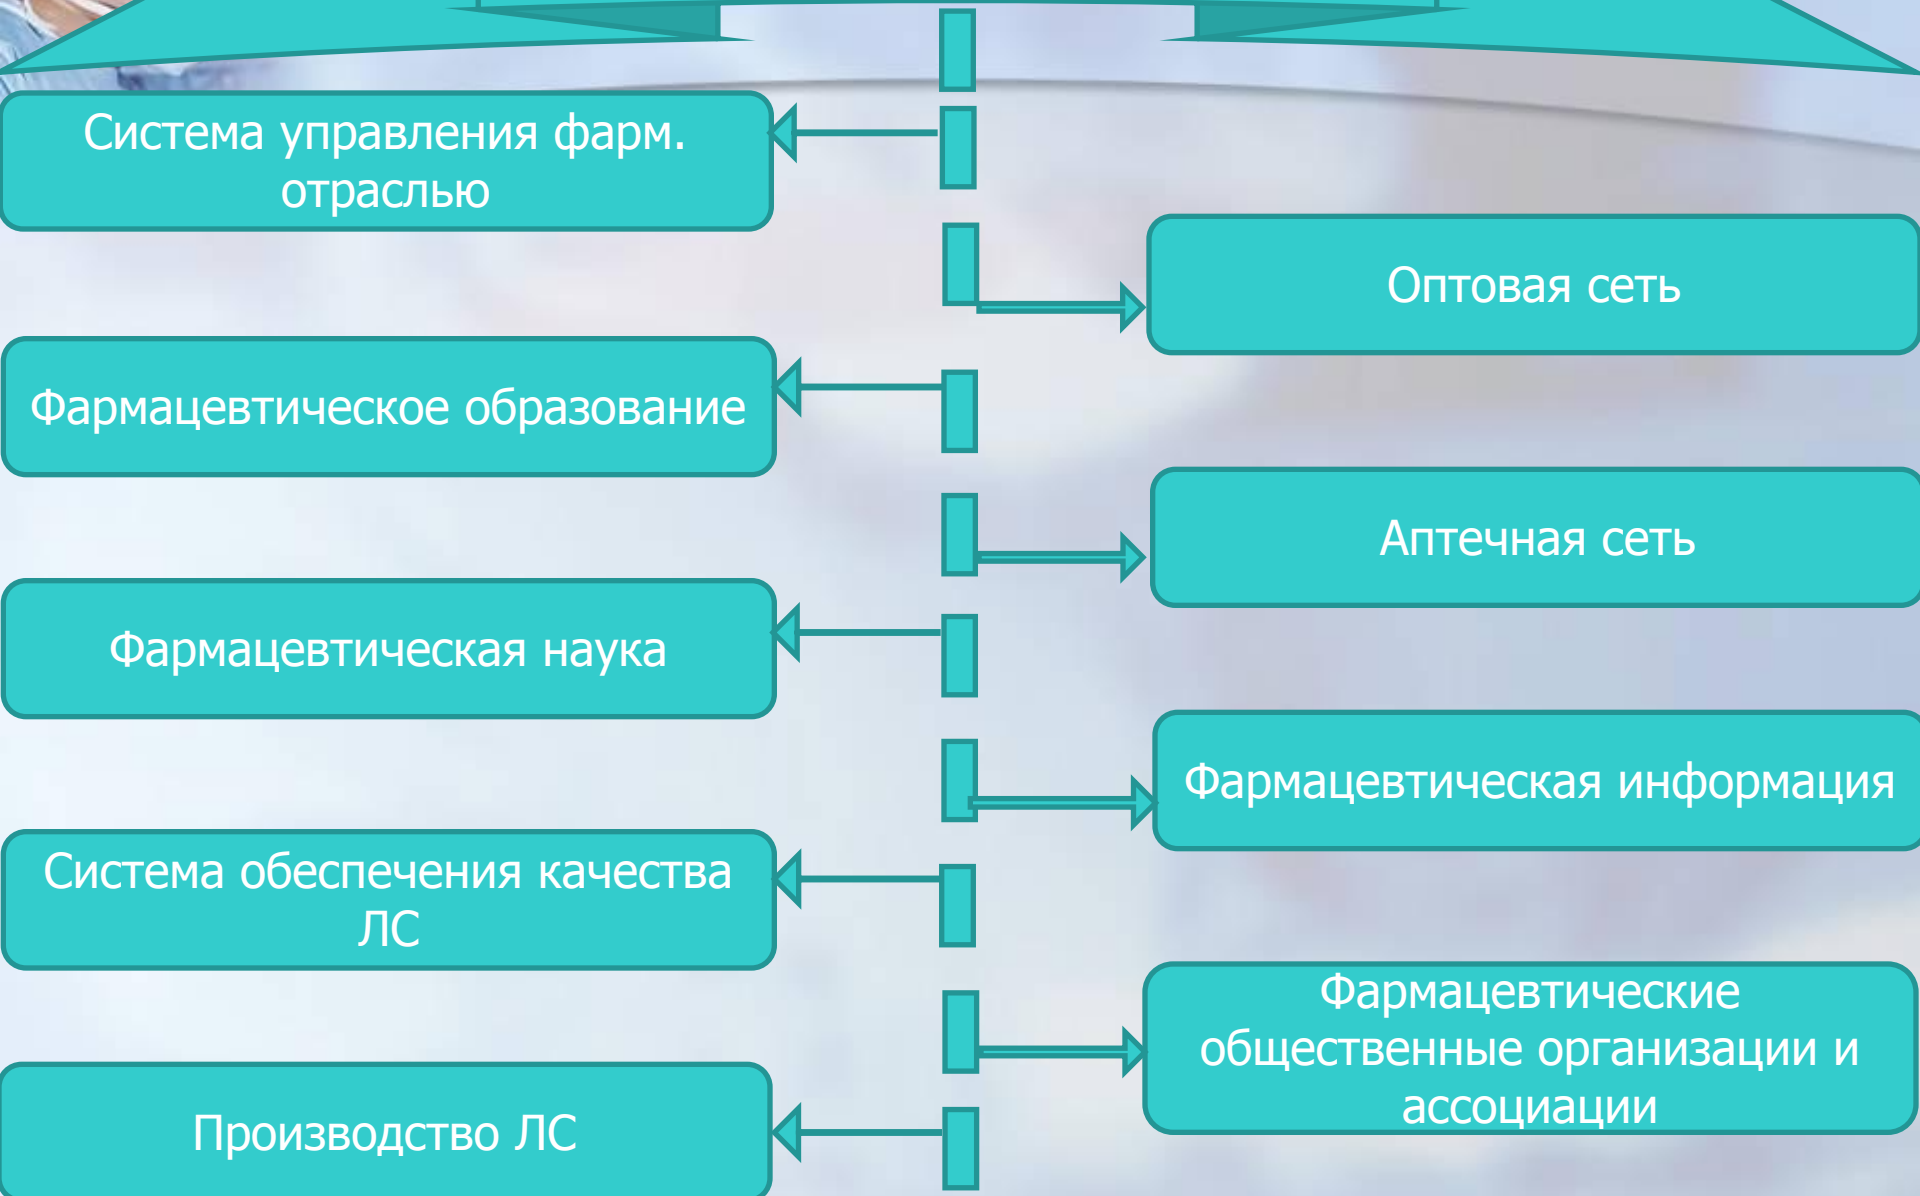 Система управления фарм.
отраслью
Оптовая сеть
Фармацевтическое образование
Аптечная сеть
Фармацевтическая наука
Фармацевтическая информация
Система обеспечения качества
ЛС
Фармацевтические
общественные организации и
ассоциации
Производство ЛС